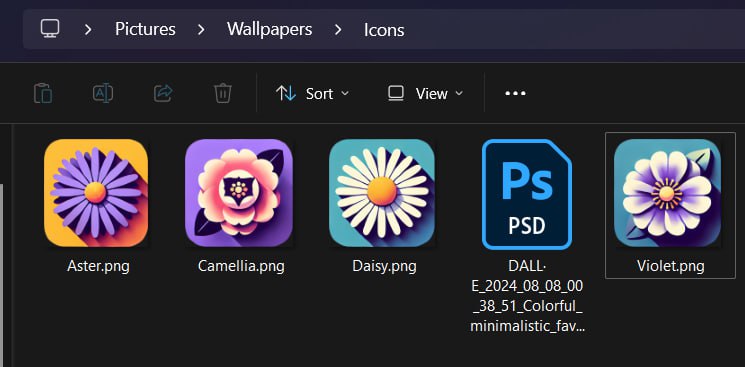 Pictures
Wallpapers
Icons
Sort
View
Ps
PSD
Aster.png
Camellia.png
Daisy.png
DALL·
E_2024_08_08_00
_38_51_Colorful_
minimalistic_fav...
Violet.png